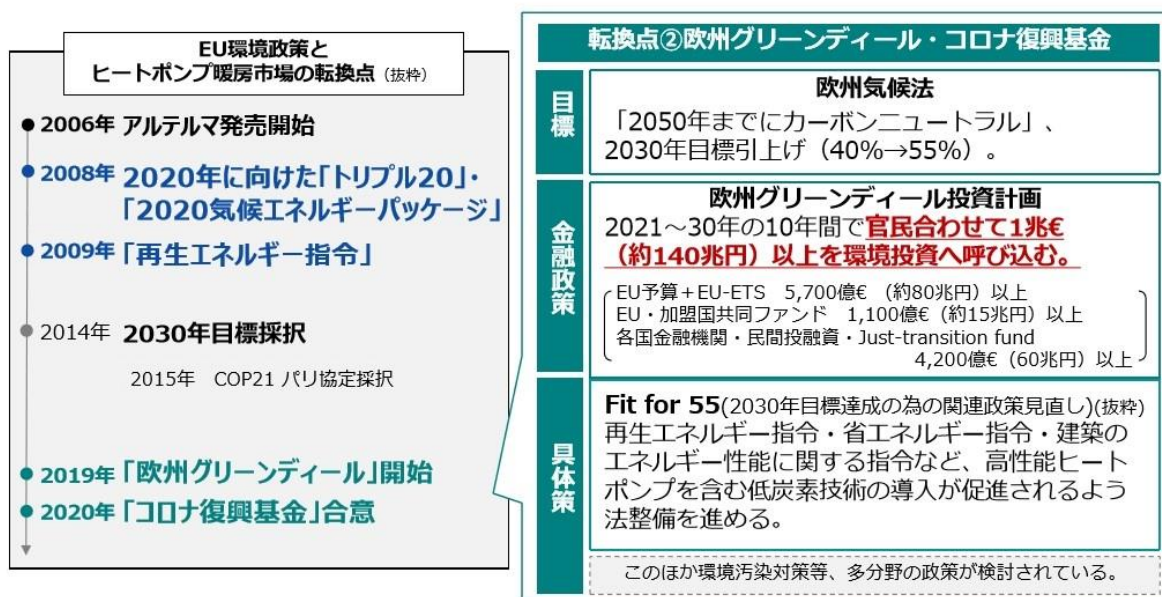 EU環境政策と
ヒートポンプ暖房市場の転換点（抜粋）
2006年 アルテルマ発売開始
2008年 2020年に向けた「トリプル20」・
「2020気候エネルギーパッケージ」
2009年 「再生エネルギー指令」
2014年 2030年目標採択
2015年 COP21 パリ協定採択
2019年 「欧州グリーンディール」開始
2020年 「コロナ復興基金」合意
転換点②欧州グリーンディール・コロナ復興基金
目標
欧州気候法
「2050年までにカーボンニュートラル」、
2030年目標引上げ（40%→55%）。
金融政策
欧州グリーンディール投資計画
2021～30年の10年間で官民合わせて1兆€
（約140兆円）以上を環境投資へ呼び込む。
EU予算＋EU-ETS 5,700億€ （約80兆円）以上
EU・加盟国共同ファンド 1,100億€（約15兆円）以上
各国金融機関・民間投融資・Just-transition fund
4,200億€（60兆円）以上
具体策
Fit for 55(2030年目標達成の為の関連政策見直し)(抜粋)
再生エネルギー指令・省エネルギー指令・建築の
エネルギー性能に関する指令など、高性能ヒート
ポンプを含む低炭素技術の導入が促進されるよう
法整備を進める。
このほか環境汚染対策等、多分野の政策が検討されている。